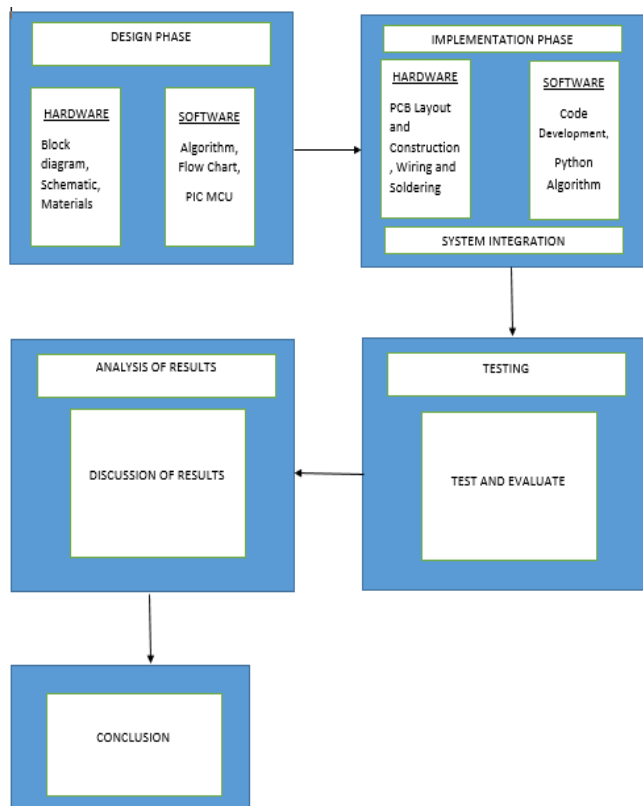 DESIGN PHASE
HARDWARE
Block
diagram,
Schematic,
Materials
SOFTWARE
Algorithm,
Flow Chart,
PIC MCU
IMPLEMENTATION PHASE
HARDWARE
PCB Layout
and
Construction
, Wiring and
Soldering
SOFTWARE
Code
Development,
Python
Algorithm
SYSTEM INTEGRATION
ANALYSIS OF RESULTS
DISCUSSION OF RESULTS
TESTING
TEST AND EVALUATE
CONCLUSION